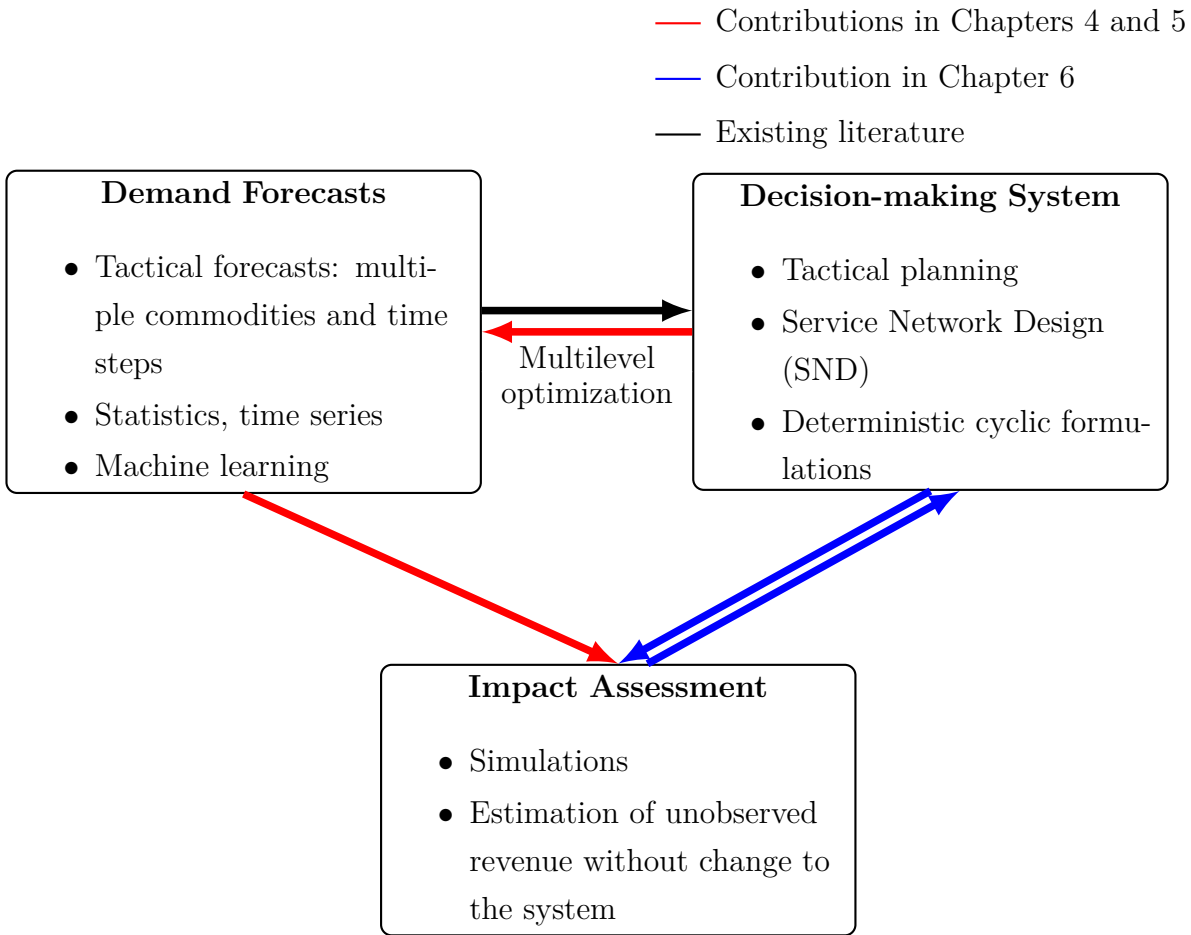 Contributions in Chapters 4 and 5
Contribution in Chapter 6
Existing literature
Demand Forecasts
• Tactical forecasts: multi-
ple commodities and time
steps
• Statistics, time series
• Machine learning
Multilevel
optimization
Decision-making System
• Tactical planning
• Service Network Design
(SND)
• Deterministic cyclic formu-
lations
Impact Assessment
• Simulations
• Estimation of unobserved
revenue without change to
the system